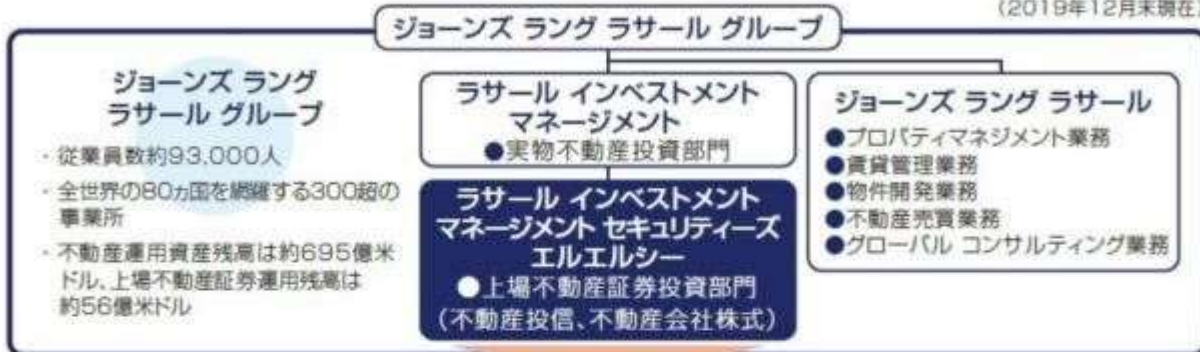 (2019年12月末現在)
ジョーンズ ラング ラサール グループ
ジョーンズ ラング
ラサール グループ
・従業員数約93,000人
・全世界の80ヵ国を網羅する300超の
事業所
・不動産運用資産残高は約695億米
ドル、上場不動産証券運用残高は
約56億米ドル
ラサール インベストメント
マネージメント
●実物不動産投資部門
ラサール インベストメント
マネージメント セキュリティーズ
エルエルシー
●上場不動産証券投資部門
(不動産投信、不動産会社株式)
ジョーンズ ラング ラサール
●プロパティマネジメント業務
●賃貸管理業務
●物件開発業務
●不動産売買業務
●グローバル コンサルティング業務